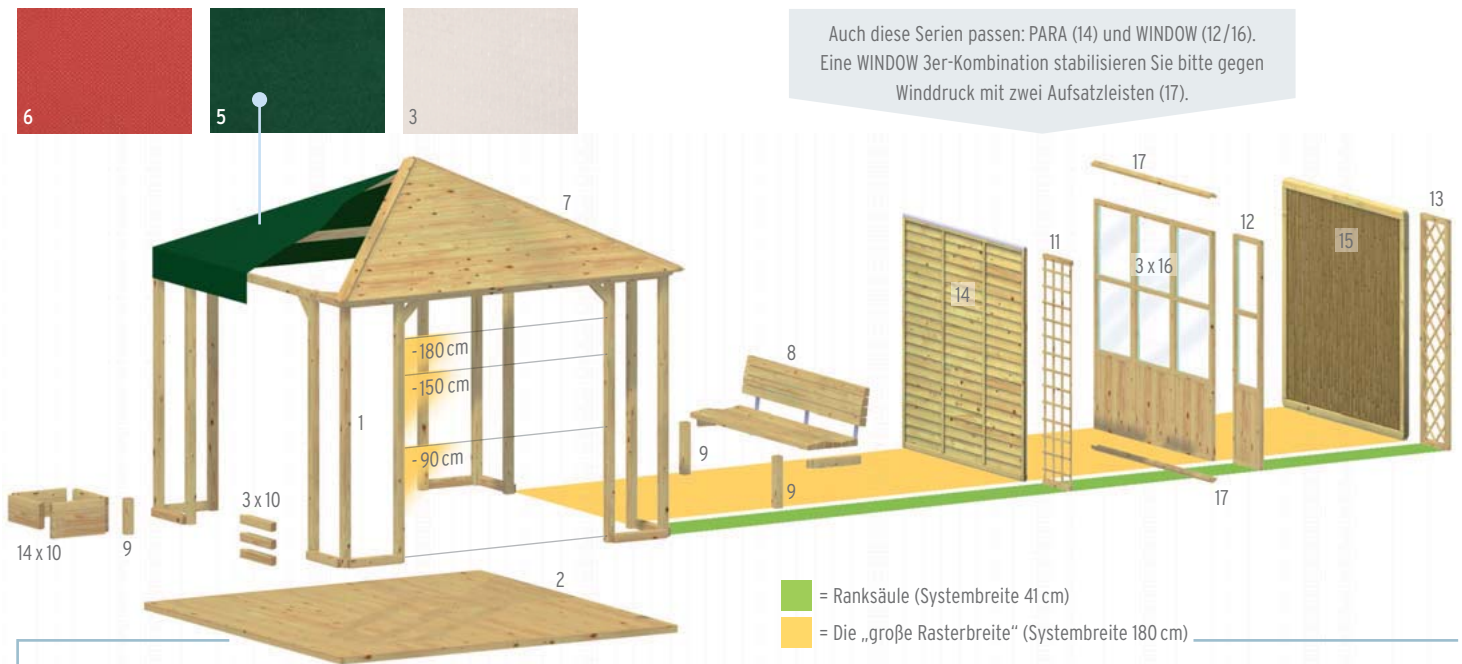 6
5
3
Auch diese Serien passen: PARA (14) und WINDOW (12/16).
Eine WINDOW 3er-Kombination stabilisieren Sie bitte gegen
Winddruck mit zwei Aufsatzleisten (17).
7
17
13
12
11
15
3 x 16
14
-180 cm
8
-150 cm
1
-90 cm
9
9
17
3 x 10
14 x 10
9
2
= Ranksäule (Systembreite 41 cm)
= Die „große Rasterbreite“ (Systembreite 180 cm)